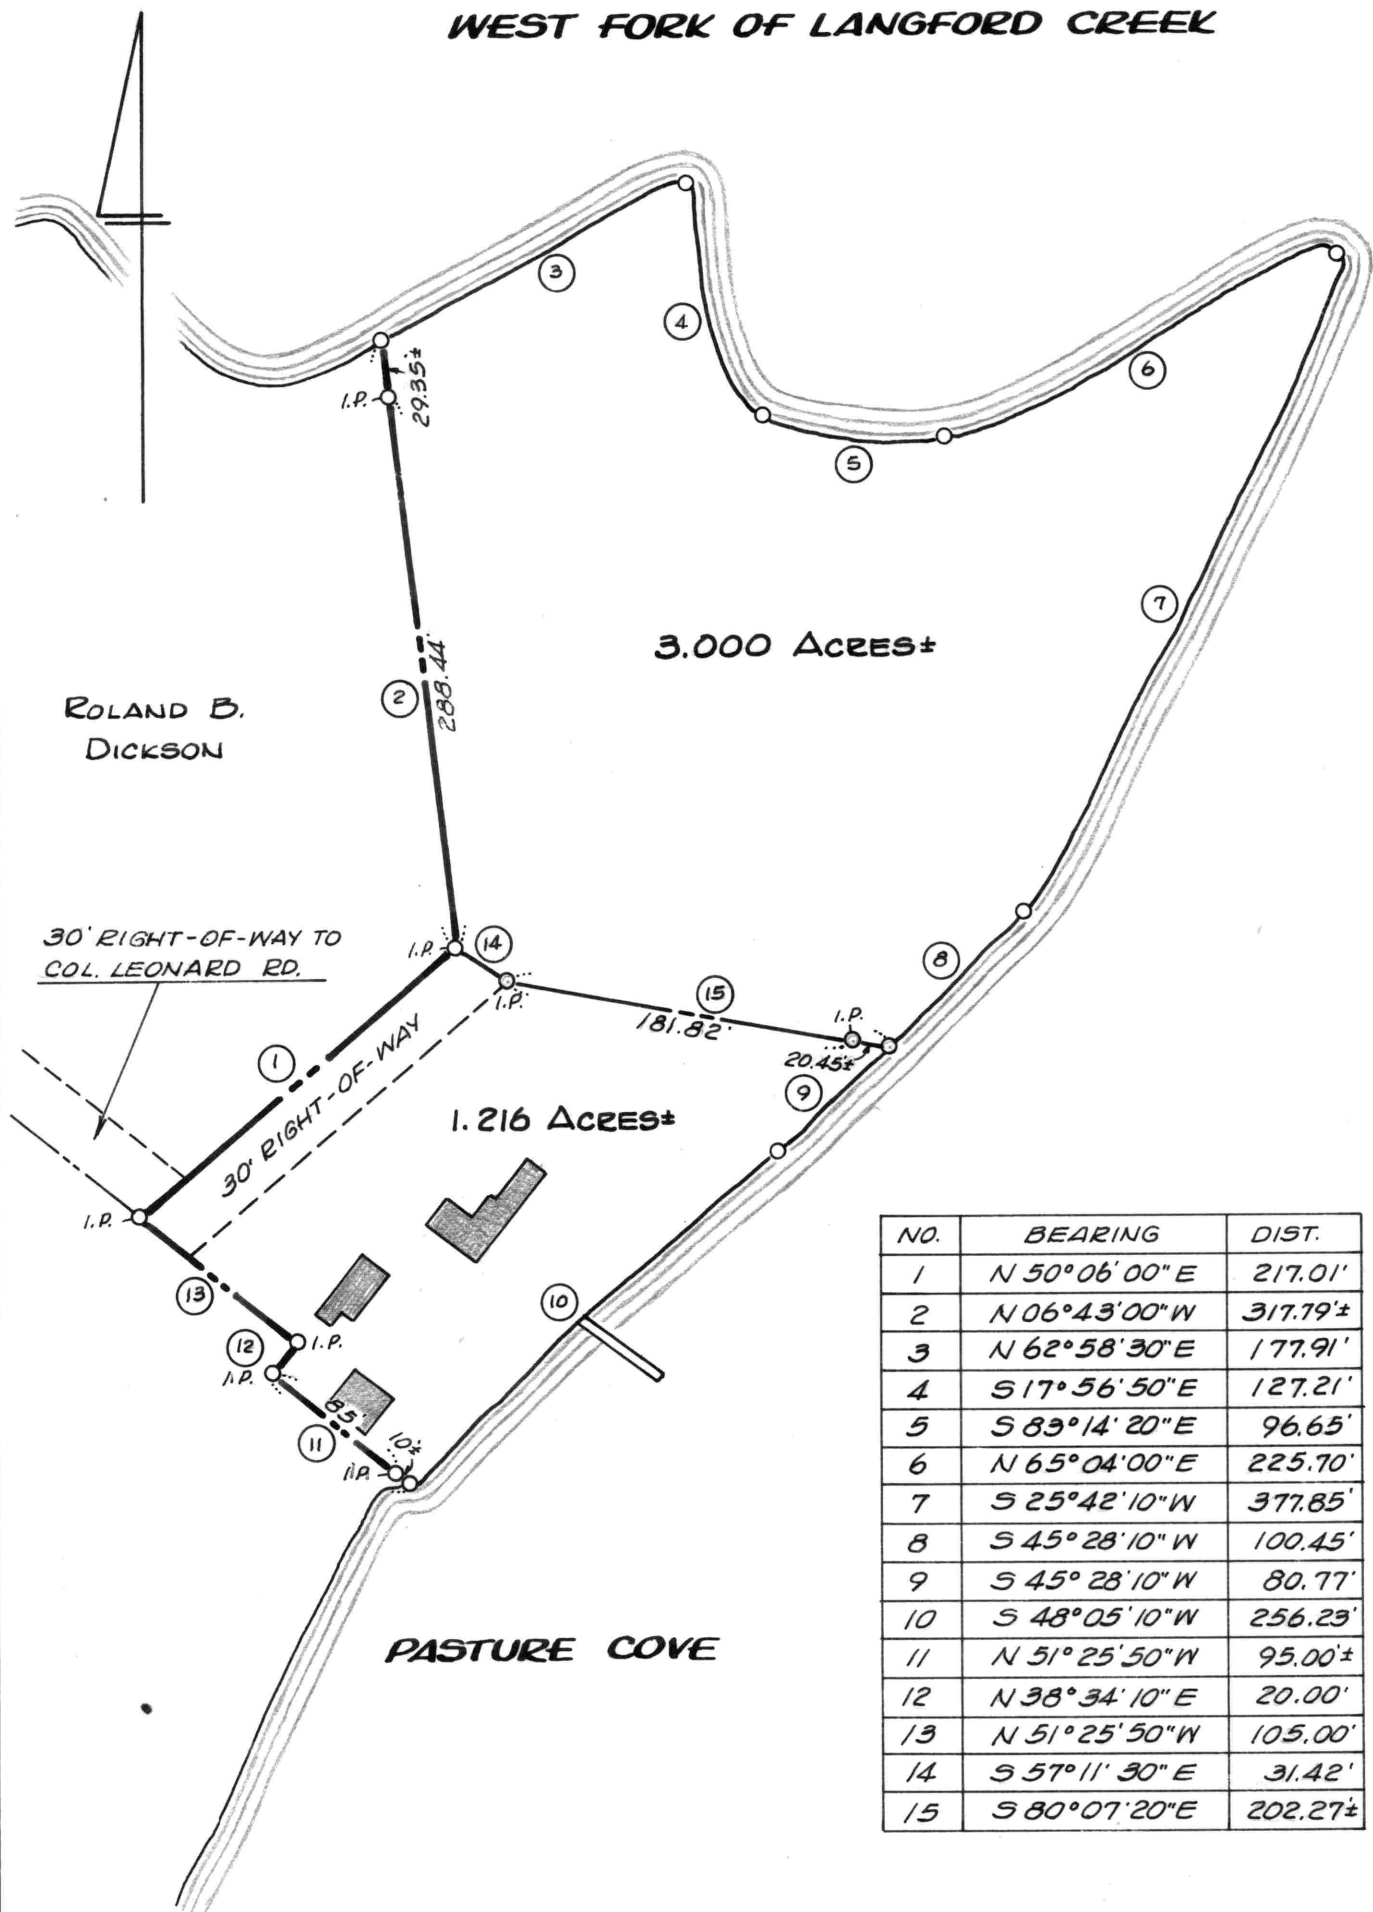 WEST FORK OF LANGFORD CREEK
3
4
6
29.35'±
I.P.
5
7
3.000 ACRES±
2
288.44'
ROLAND B.
DICKSON
30' RIGHT-OF-WAY TO
COL. LEONARD RD.
I.P.
14
8
I.P.
15
181.82'
I.P.
20.45'±
1
9
30' RIGHT-OF-WAY
1.216 ACRES±
I.P.
13
10
12
I.P.
I.P.
85'
11
10'±
I.P.
PASTURE COVE
NO. BEARING DIST.
1 N 50°06'00"E 217.01'
2 N 06°43'00"W 317.79'±
3 N 62°58'30"E 177.91'
4 S 17°56'50"E 127.21'
5 S 83°14'20"E 96.65'
6 N 65°04'00"E 225.70'
7 S 25°42'10"W 377.85'
8 S 45°28'10"W 100.45'
9 S 45°28'10"W 80.77'
10 S 48°05'10"W 256.23'
11 N 51°25'50"W 95.00'±
12 N 38°34'10"E 20.00'
13 N 51°25'50"W 105.00'
14 S 57°11'30"E 31.42'
15 S 80°07'20"E 202.27'±